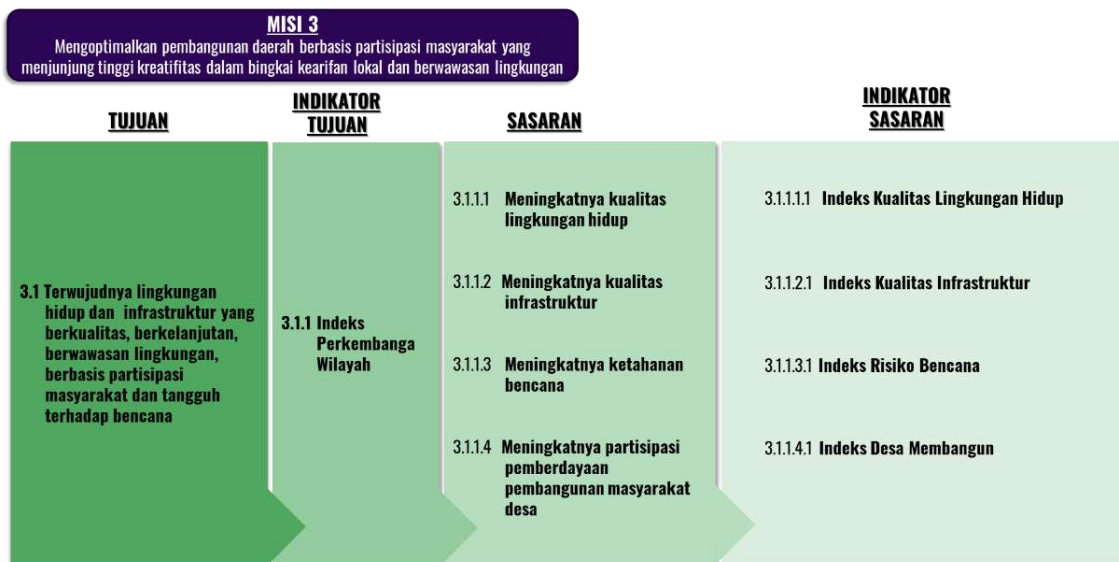 MISI 3
Mengoptimalkan pembangunan daerah berbasis partisipasi masyarakat yang
menjunjung tinggi kreatifitas dalam bingkai kearifan lokal dan berwawasan lingkungan
TUJUAN
INDIKATOR
TUJUAN
SASARAN
INDIKATOR
SASARAN
3.1 Terwujudnya lingkungan
hidup dan infrastruktur yang
berkualitas, berkelanjutan,
berwawasan lingkungan,
berbasis partisipasi
masyarakat dan tangguh
terhadap bencana
3.1.1 Indeks
Perkembanga
Wilayah
3.1.1.1 Meningkatnya kualitas
lingkungan hidup
3.1.1.2 Meningkatnya kualitas
infrastruktur
3.1.1.3 Meningkatnya ketahanan
bencana
3.1.1.4 Meningkatnya partisipasi
pemberdayaan
pembangunan masyarakat
desa
3.1.1.1.1 Indeks Kualitas Lingkungan Hidup
3.1.1.2.1 Indeks Kualitas Infrastruktur
3.1.1.3.1 Indeks Risiko Bencana
3.1.1.4.1 Indeks Desa Membangun